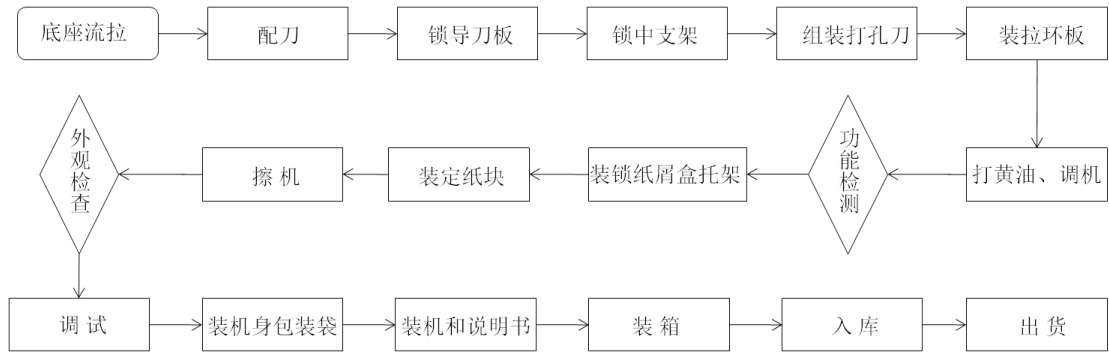 底座流拉
配刀
锁导刀板
锁中支架
组装打孔刀
装拉环板
打黄油、调机
功能检测
装锁纸屑盒托架
装定纸块
擦 机
外观检查
调 试
装机身包装袋
装机和说明书
装 箱
入 库
出 货